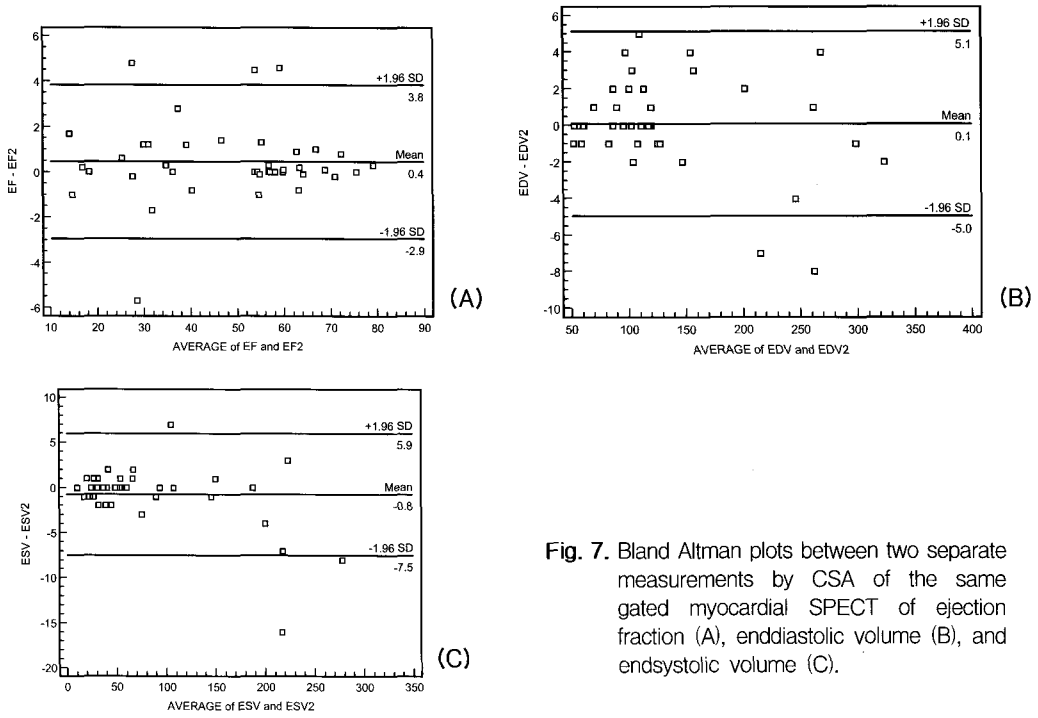 6
4
2
0
-2
-4
-6
EF - EF2
+1.96 SD
3.8
Mean
0.4
-1.96 SD
-2.9
10 20 30 40 50 60 70 80 90
AVERAGE of EF and EF2
(A)
6
4
2
0
-2
-4
-6
-8
-10
EDV - EDV2
+1.96 SD
5.1
Mean
0.1
-1.96 SD
-5.0
50 100 150 200 250 300 350 400
AVERAGE of EDV and EDV2
(B)
10
5
0
-5
-10
-15
-20
ESV - ESV2
+1.96 SD
5.9
Mean
-0.8
-1.96 SD
-7.5
0 50 100 150 200 250 300 350
AVERAGE of ESV and ESV2
(C)
Fig. 7. Bland Altman plots between two separate
measurements by CSA of the same
gated myocardial SPECT of ejection
fraction (A), enddiastolic volume (B), and
endsystolic volume (C).